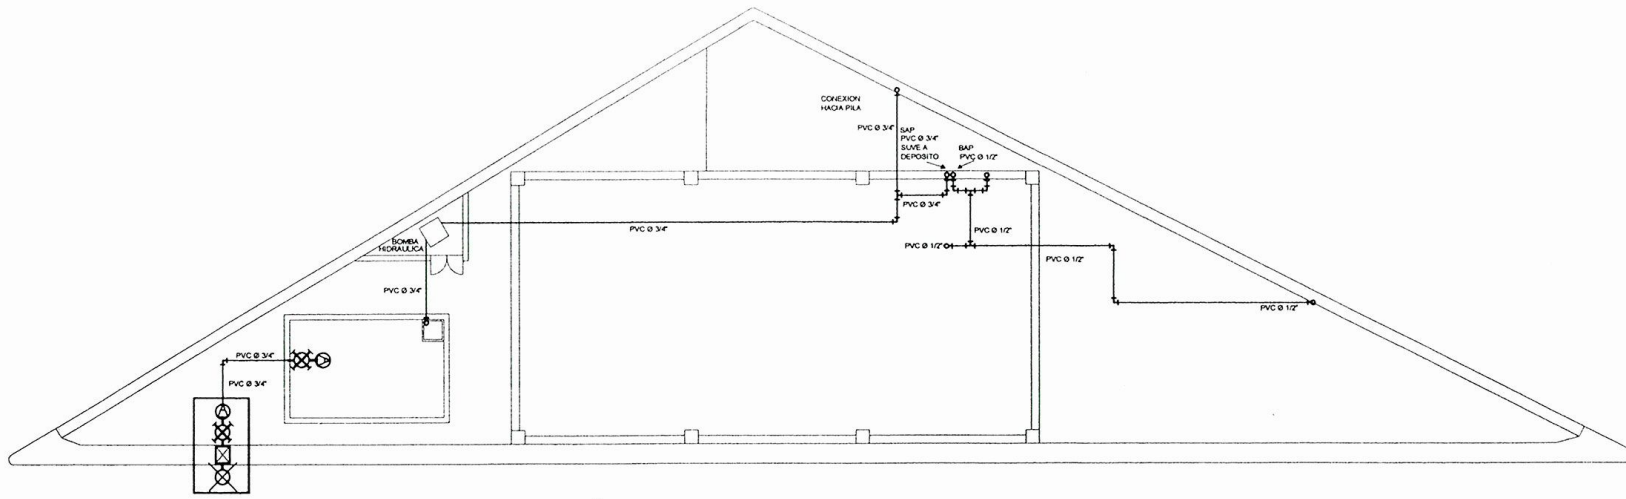 CONEXION
HACIA PILA
PVC Ø 3/4"
SAP
PVC Ø 3/4"
SUVE A
DEPOSITO
BAP
PVC Ø 1/2"
PVC Ø 3/4"
PVC Ø 3/4"
PVC Ø 1/2"
BOMBA
HIDRAULICA
PVC Ø 1/2"
PVC Ø 1/2"
PVC Ø 3/4"
PVC Ø 1/2"
PVC Ø 3/4"
PVC Ø 3/4"